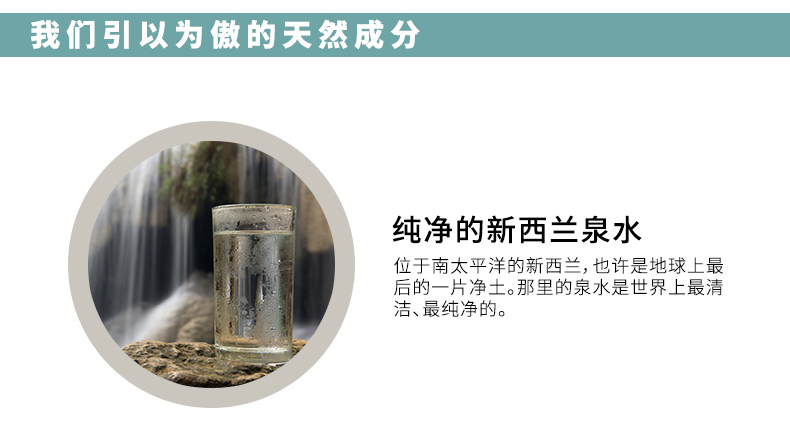 我们引以为傲的天然成分
纯净的新西兰泉水
位于南太平洋的新西兰，也许是地球上最
后的一片净土。那里的泉水是世界上最清
洁、最纯净的。